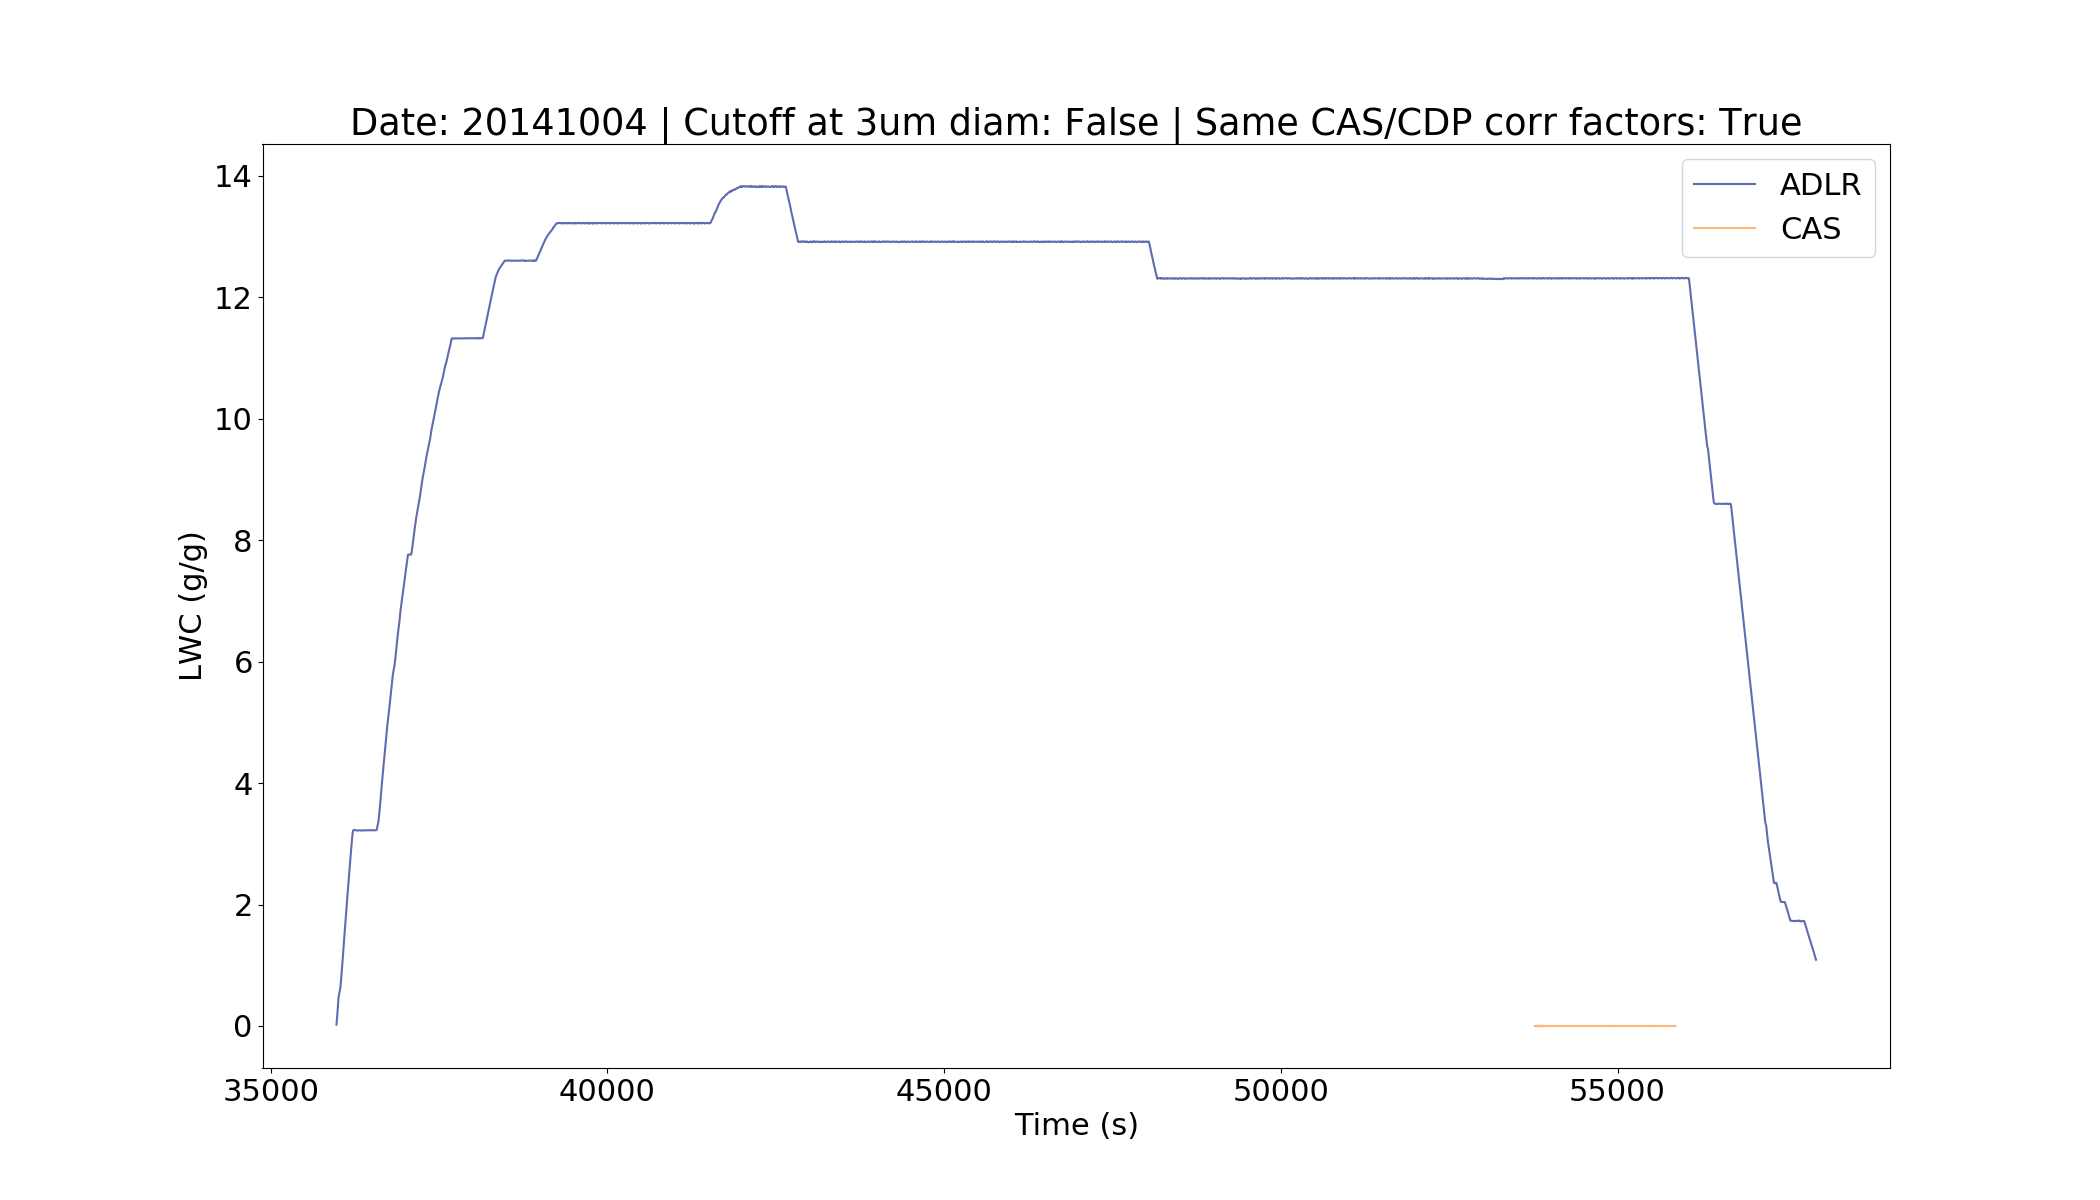 Date: 20141004 | Cutoff at 3um diam: False | Same CAS/CDP corr factors: True
ADLR
CAS
14
12
10
8
6
4
2
0
LWC (g/g)
35000 40000 45000 50000 55000
Time (s)